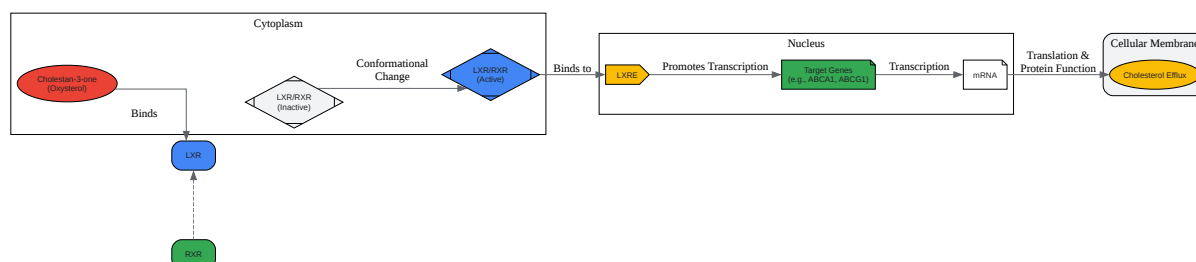 Cytoplasm
Cholestan-3-one
(Oxysterol)
Binds
LXR/RXR
(Inactive)
Conformational
Change
LXR/RXR
(Active)
Binds to
Nucleus
LXRE
Promotes Transcription
Target Genes
(e.g., ABCA1, ABCG1)
Transcription
mRNA
Translation &
Protein Function
Cellular Membrane
Cholesterol Efflux
LXR
RXR